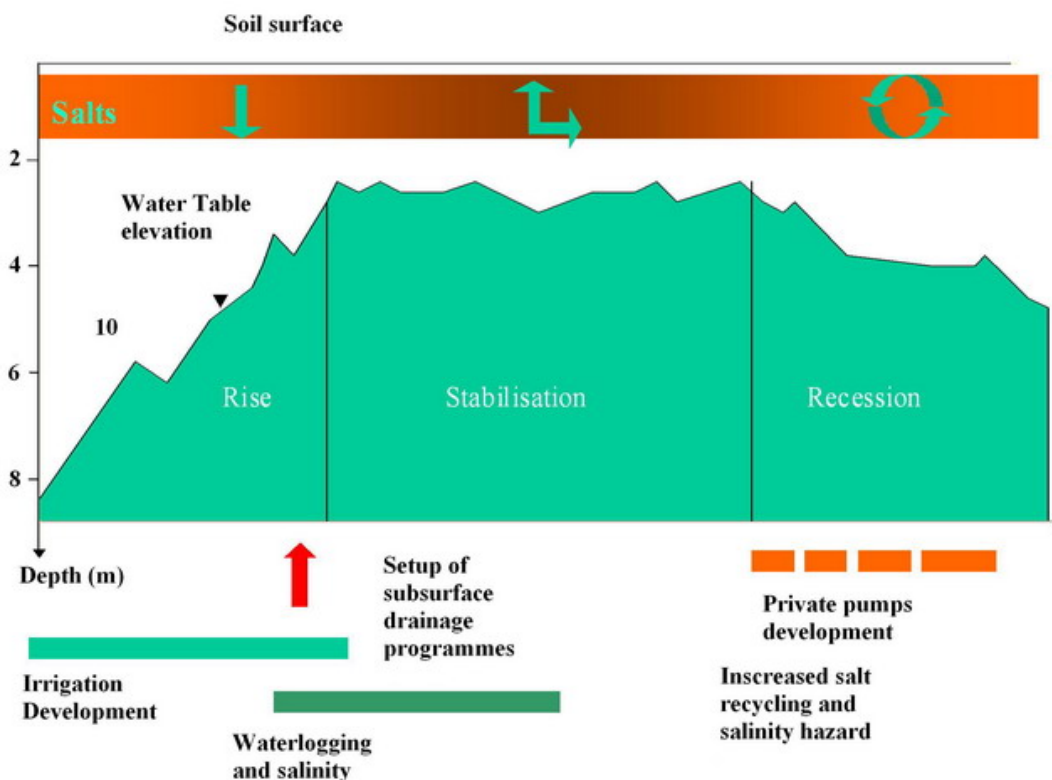 Soil surface
Salts
2
Water Table
elevation
4
10
6
Rise
Stabilisation
Recession
8
Depth (m)
Setup of
subsurface
drainage
programmes
Private pumps
development
Irrigation
Development
Inscreased salt
recycling and
salinity hazard
Waterlogging
and salinity